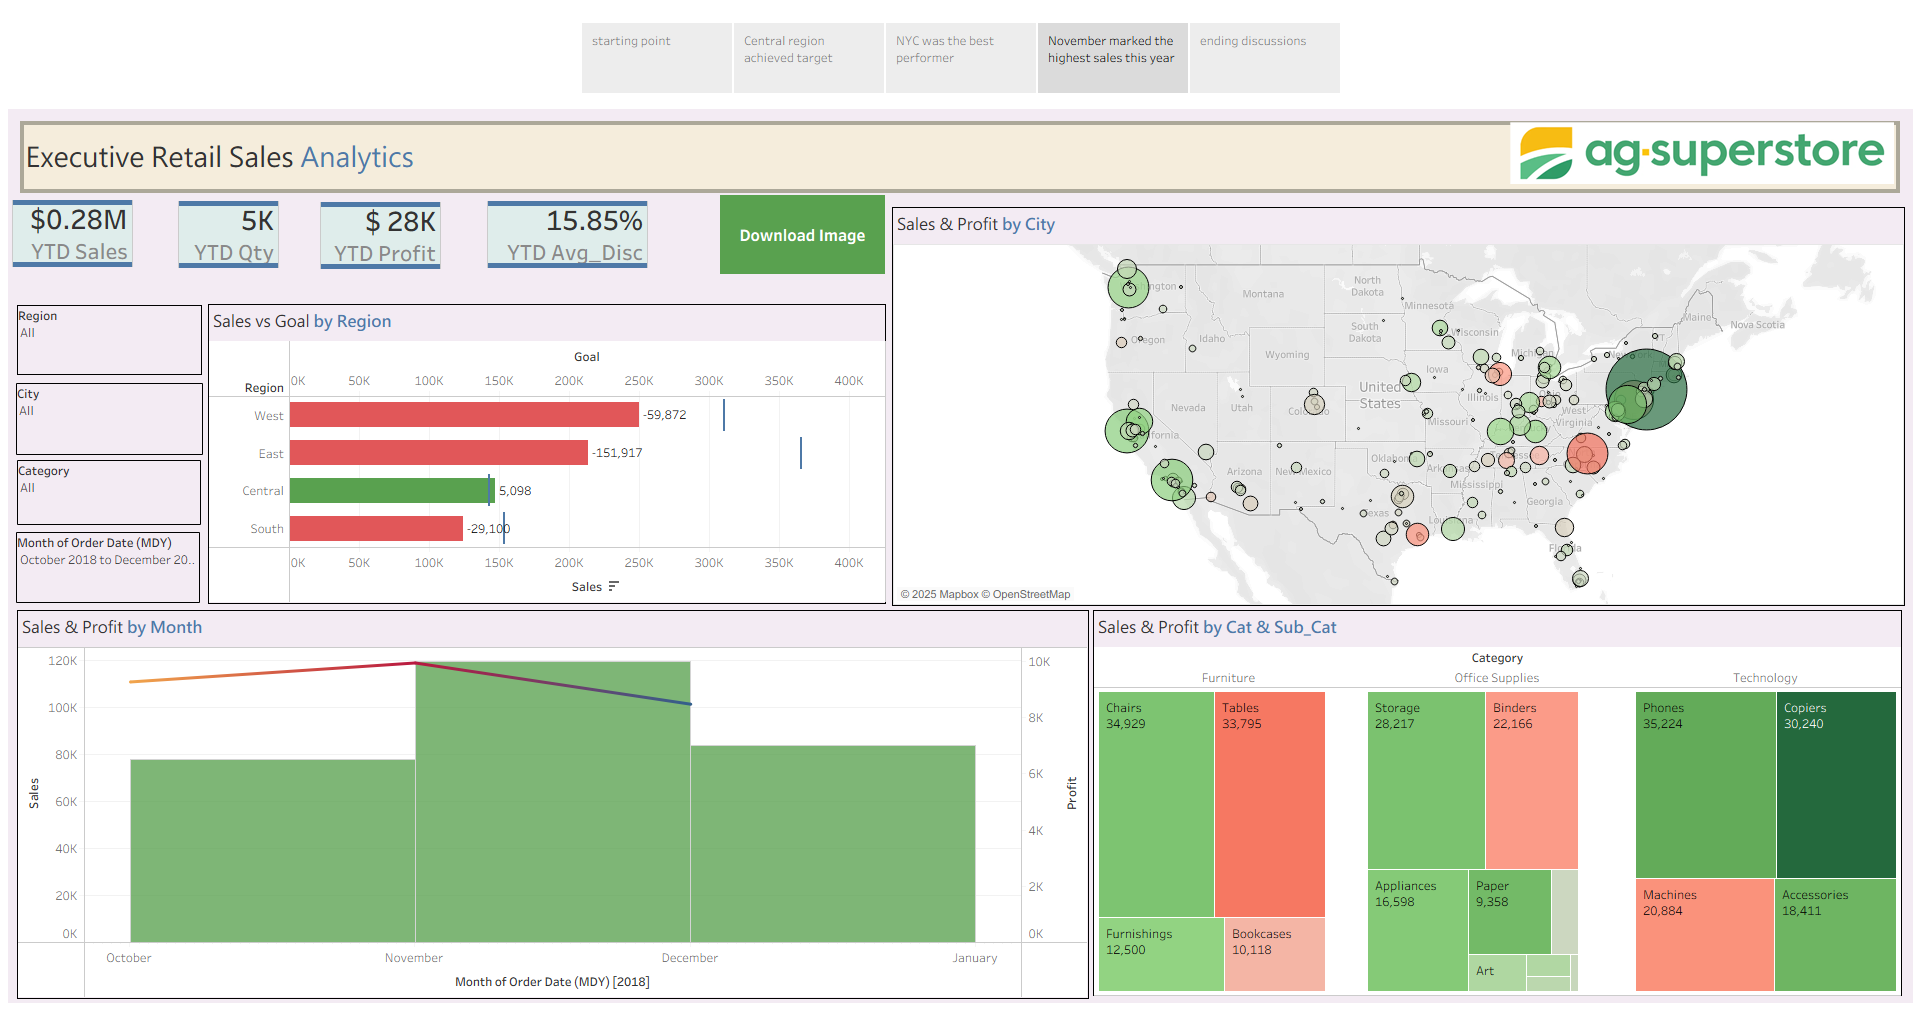 starting point
Central region
achieved target
NYC was the best
performer
November marked the
highest sales this year
ending discussions
Executive Retail Sales Analytics
ag·superstore
$0.28M
YTD Sales
5K
YTD Qty
$ 28K
YTD Profit
15.85%
YTD Avg_Disc
Download Image
Region
All
City
All
Category
All
Month of Order Date (MDY)
October 2018 to December 20..
Sales vs Goal by Region
Goal
Region
0K 50K 100K 150K 200K 250K 300K 350K 400K
West -59,872
East -151,917
Central 5,098
South -29,100
0K 50K 100K 150K 200K 250K 300K 350K 400K
Sales
Sales & Profit by City
North
Dakota
Montana
Minnesota
Maine
Nova Scotia
South
Dakota
Wisconsin
Oregon
Idaho
Wyoming
Iowa
United
States
Illinois
Nevada
Utah
West
Virginia
Missouri
Arizona
New Mexico
Mississippi
Georgia
© 2025 Mapbox © OpenStreetMap
Sales & Profit by Month
120K
100K
80K
60K
40K
20K
0K
Sales
10K
8K
6K
4K
2K
0K
Profit
October November December January
Month of Order Date (MDY) [2018]
Sales & Profit by Cat & Sub_Cat
Category
Furniture Office Supplies Technology
Chairs
34,929
Tables
33,795
Furnishings
12,500
Bookcases
10,118
Storage
28,217
Binders
22,166
Appliances
16,598
Paper
9,358
Art
Phones
35,224
Copiers
30,240
Machines
20,884
Accessories
18,411